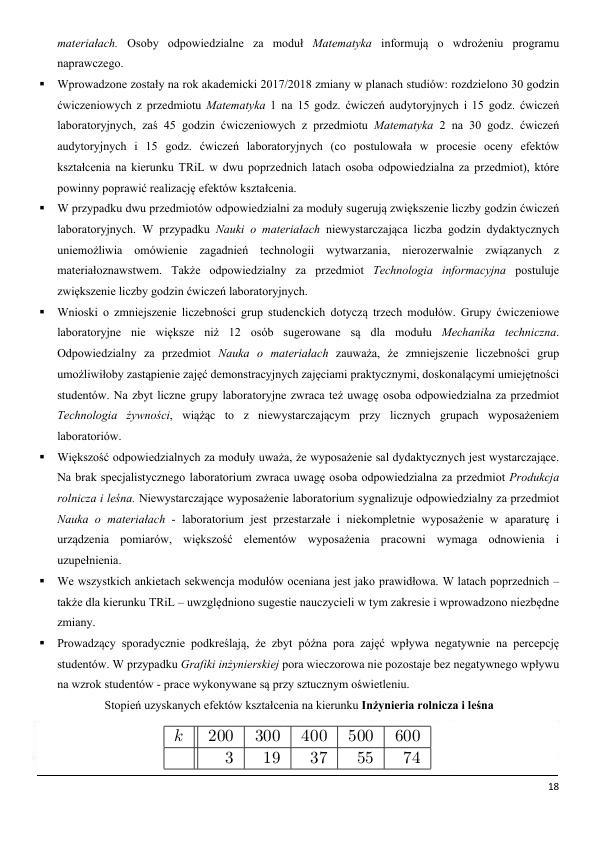 materiałach. Osoby odpowiedzialne za moduł Matematyka informują o wdrożeniu programu
naprawczego.
▪ Wprowadzone zostały na rok akademicki 2017/2018 zmiany w planach studiów: rozdzielono 30 godzin
ćwiczeniowych z przedmiotu Matematyka 1 na 15 godz. ćwiczeń audytoryjnych i 15 godz. ćwiczeń
laboratoryjnych, zaś 45 godzin ćwiczeniowych z przedmiotu Matematyka 2 na 30 godz. ćwiczeń
audytoryjnych i 15 godz. ćwiczeń laboratoryjnych (co postulowała w procesie oceny efektów
kształcenia na kierunku TRiL w dwu poprzednich latach osoba odpowiedzialna za przedmiot), które
powinny poprawić realizację efektów kształcenia.
▪ W przypadku dwu przedmiotów odpowiedzialni za moduły sugerują zwiększenie liczby godzin ćwiczeń
laboratoryjnych. W przypadku Nauki o materiałach niewystarczająca liczba godzin dydaktycznych
uniemożliwia omówienie zagadnień technologii wytwarzania, nierozerwalnie związanych z
materiałoznawstwem. Także odpowiedzialny za przedmiot Technologia informacyjna postuluje
zwiększenie liczby godzin ćwiczeń laboratoryjnych.
▪ Wnioski o zmniejszenie liczebności grup studenckich dotyczą trzech modułów. Grupy ćwiczeniowe
laboratoryjne nie większe niż 12 osób sugerowane są dla modułu Mechanika techniczna.
Odpowiedzialny za przedmiot Nauka o materiałach zauważa, że zmniejszenie liczebności grup
umożliwiłoby zastąpienie zajęć demonstracyjnych zajęciami praktycznymi, doskonalącymi umiejętności
studentów. Na zbyt liczne grupy laboratoryjne zwraca też uwagę osoba odpowiedzialna za przedmiot
Technologia żywności, wiążąc to z niewystarczającym przy licznych grupach wyposażeniem
laboratoriów.
▪ Większość odpowiedzialnych za moduły uważa, że wyposażenie sal dydaktycznych jest wystarczające.
Na brak specjalistycznego laboratorium zwraca uwagę osoba odpowiedzialna za przedmiot Produkcja
rolnicza i leśna. Niewystarczające wyposażenie laboratorium sygnalizuje odpowiedzialny za przedmiot
Nauka o materiałach - laboratorium jest przestarzałe i niekompletnie wyposażenie w aparaturę i
urządzenia pomiarów, większość elementów wyposażenia pracowni wymaga odnowienia i
uzupełnienia.
▪ We wszystkich ankietach sekwencja modułów oceniana jest jako prawidłowa. W latach poprzednich –
także dla kierunku TRiL – uwzględniono sugestie nauczycieli w tym zakresie i wprowadzono niezbędne
zmiany.
▪ Prowadzący sporadycznie podkreślają, że zbyt późna pora zajęć wpływa negatywnie na percepcję
studentów. W przypadku Grafiki inżynierskiej pora wieczorowa nie pozostaje bez negatywnego wpływu
na wzrok studentów - prace wykonywane są przy sztucznym oświetleniu.
Stopień uzyskanych efektów kształcenia na kierunku Inżynieria rolnicza i leśna
k 200 300 400 500 600
3 19 37 55 74
18